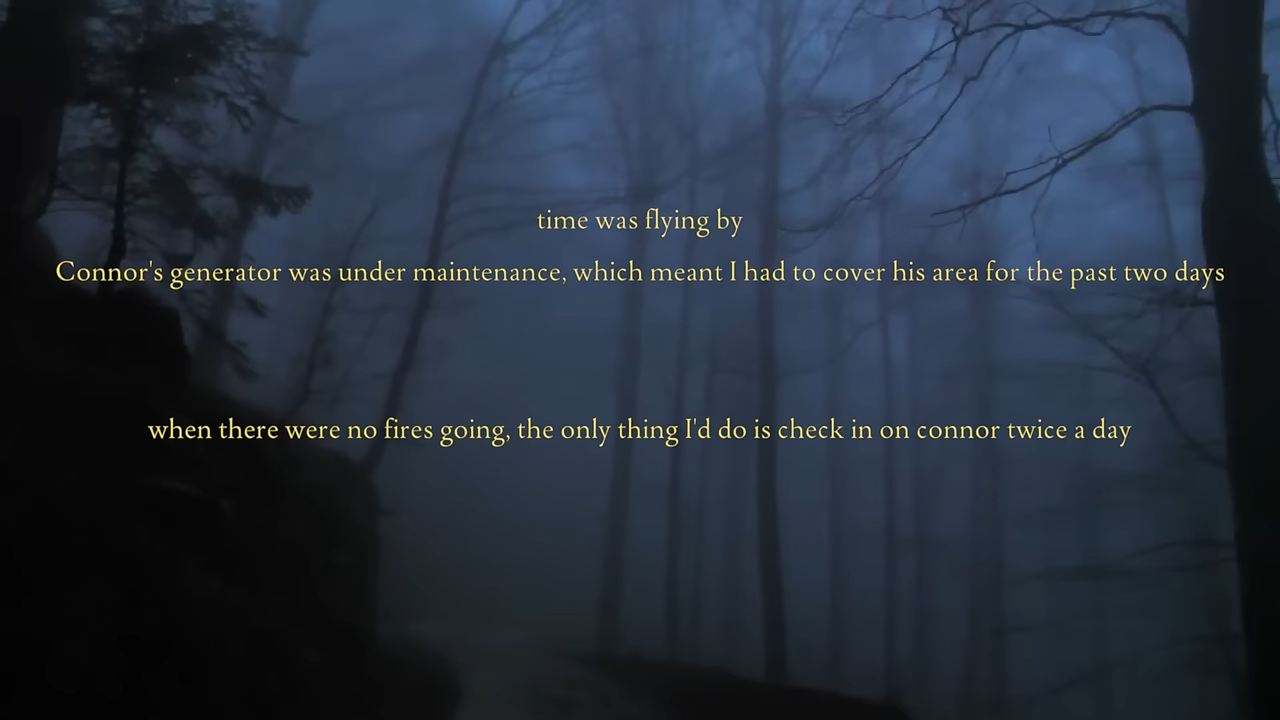 time was flying by
Connor's generator was under maintenance, which meant I had to cover his area for the past two days
when there were no fires going, the only thing I'd do is check in on connor twice a day